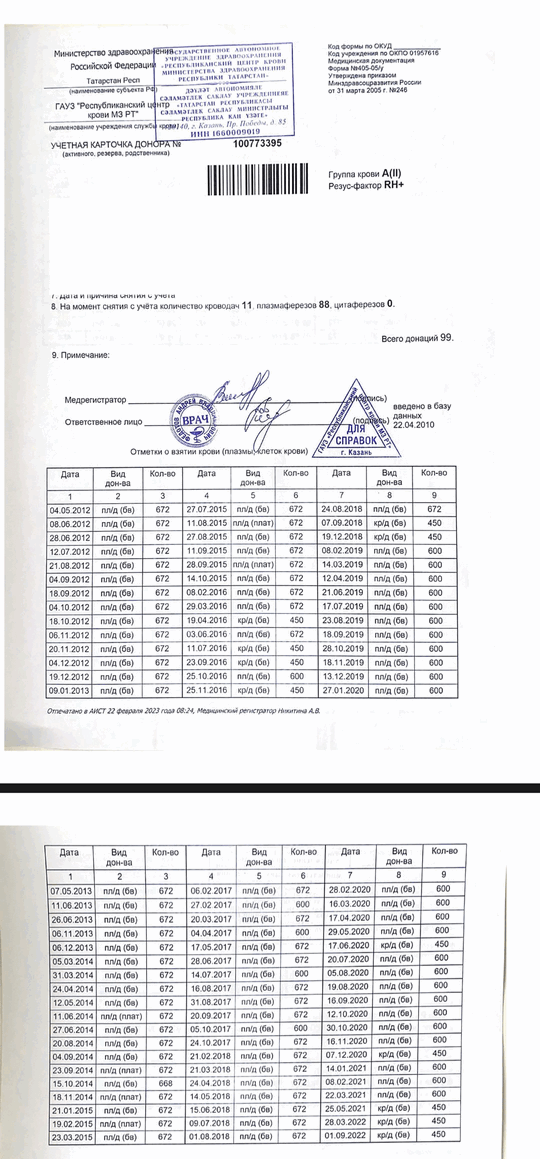 Министерство здравоохранения
Российской Федерации
Татарстан Респ
(наименование субъекта РФ)
ГАУЗ "Республиканский центр
крови МЗ РТ"
(наименование учреждения службы крови)
ГОСУДАРСТВЕННОЕ АВТОНОМНОЕ
УЧРЕЖДЕНИЕ ЗДРАВООХРАНЕНИЯ
«РЕСПУБЛИКАНСКИЙ ЦЕНТР КРОВИ
МИНИСТЕРСТВА ЗДРАВООХРАНЕНИЯ
РЕСПУБЛИКИ ТАТАРСТАН»
ДӘҮЛӘТ АВТОНОМИЯЛЕ
СӘЛАМӘТЛЕК САКЛАУ УЧРЕЖДЕНИЕСЕ
«ТАТАРСТАН РЕСПУБЛИКАСЫ
СӘЛАМӘТЛЕК САКЛАУ МИНИСТРЛЫГЫ
РЕСПУБЛИКА КАН ҮЗӘГЕ»
г. Казань, Пр. Победы, д. 85
ИНН 1660009019
Код формы по ОКУД
Код учреждения по ОКПО 01957616
Медицинская документация
Форма №405-05/у
Утверждена приказом
Минздравсоцразвития России
от 31 марта 2005 г. №246
УЧЕТНАЯ КАРТОЧКА ДОНОРА № 100773395
(активного, резерва, родственника)
Группа крови A(II)
Резус-фактор RH+
7. Дата и причина снятия с учета
8. На момент снятия с учёта количество кроводач 11, плазмаферезов 88, цитаферезов 0.
Всего донаций 99.
9. Примечание:
Медрегистратор (подпись)
Ответственное лицо (подпись)
введено в базу
данных
22.04.2010
ВРАЧ
ДЛЯ
СПРАВОК
г. Казань
Отметки о взятии крови (плазмы, клеток крови)
Дата Вид дон-ва Кол-во Дата Вид дон-ва Кол-во Дата Вид дон-ва Кол-во
1 2 3 4 5 6 7 8 9
04.05.2012 пл/д (бв) 672 27.07.2015 пл/д (бв) 672 24.08.2018 пл/д (бв) 672
08.06.2012 пл/д (бв) 672 11.08.2015 пл/д (плат) 672 07.09.2018 кр/д (бв) 450
28.06.2012 пл/д (бв) 672 27.08.2015 пл/д (бв) 672 19.12.2018 кр/д (бв) 450
12.07.2012 пл/д (бв) 672 11.09.2015 пл/д (бв) 672 08.02.2019 пл/д (бв) 600
21.08.2012 пл/д (бв) 672 28.09.2015 пл/д (плат) 672 14.03.2019 пл/д (бв) 600
04.09.2012 пл/д (бв) 672 14.10.2015 пл/д (бв) 672 12.04.2019 пл/д (бв) 600
18.09.2012 пл/д (бв) 672 08.02.2016 пл/д (бв) 672 21.06.2019 пл/д (бв) 600
04.10.2012 пл/д (бв) 672 29.03.2016 пл/д (бв) 672 17.07.2019 пл/д (бв) 600
18.10.2012 пл/д (бв) 672 19.04.2016 кр/д (бв) 450 23.08.2019 пл/д (бв) 600
06.11.2012 пл/д (бв) 672 03.06.2016 пл/д (бв) 672 18.09.2019 пл/д (бв) 600
20.11.2012 пл/д (бв) 672 11.07.2016 кр/д (бв) 450 28.10.2019 пл/д (бв) 600
04.12.2012 пл/д (бв) 672 23.09.2016 кр/д (бв) 450 18.11.2019 пл/д (бв) 600
19.12.2012 пл/д (бв) 672 25.10.2016 пл/д (бв) 600 13.12.2019 пл/д (бв) 600
09.01.2013 пл/д (бв) 672 25.11.2016 кр/д (бв) 450 27.01.2020 пл/д (бв) 600
Отпечатано в АИСТ 22 февраля 2023 года 08:24, Медицинский регистратор Никитина А.В.
Дата Вид дон-ва Кол-во Дата Вид дон-ва Кол-во Дата Вид дон-ва Кол-во
1 2 3 4 5 6 7 8 9
07.05.2013 пл/д (бв) 672 06.02.2017 пл/д (бв) 672 28.02.2020 пл/д (бв) 600
11.06.2013 пл/д (бв) 672 27.02.2017 пл/д (бв) 600 16.03.2020 пл/д (бв) 600
26.06.2013 пл/д (бв) 672 20.03.2017 пл/д (бв) 672 17.04.2020 пл/д (бв) 600
06.11.2013 пл/д (бв) 672 04.04.2017 пл/д (бв) 600 29.05.2020 пл/д (бв) 600
06.12.2013 пл/д (бв) 672 17.05.2017 пл/д (бв) 672 17.06.2020 кр/д (бв) 450
05.03.2014 пл/д (бв) 672 28.06.2017 пл/д (бв) 672 20.07.2020 пл/д (бв) 600
31.03.2014 пл/д (бв) 672 14.07.2017 пл/д (бв) 600 05.08.2020 пл/д (бв) 600
24.04.2014 пл/д (бв) 672 16.08.2017 пл/д (бв) 672 19.08.2020 пл/д (бв) 600
12.05.2014 пл/д (бв) 672 31.08.2017 пл/д (бв) 672 16.09.2020 пл/д (бв) 600
11.06.2014 пл/д (плат) 672 20.09.2017 пл/д (бв) 672 12.10.2020 пл/д (бв) 600
27.06.2014 пл/д (бв) 672 05.10.2017 пл/д (бв) 600 30.10.2020 пл/д (бв) 600
20.08.2014 пл/д (бв) 672 24.10.2017 пл/д (бв) 672 16.11.2020 пл/д (бв) 600
04.09.2014 пл/д (бв) 672 21.02.2018 пл/д (бв) 672 07.12.2020 кр/д (бв) 450
23.09.2014 пл/д (плат) 672 21.03.2018 пл/д (бв) 672 14.01.2021 пл/д (бв) 600
15.10.2014 пл/д (бв) 668 24.04.2018 пл/д (бв) 672 08.02.2021 пл/д (бв) 600
18.11.2014 пл/д (плат) 672 14.05.2018 пл/д (бв) 672 22.03.2021 пл/д (бв) 600
21.01.2015 пл/д (бв) 672 15.06.2018 пл/д (бв) 672 25.05.2021 кр/д (бв) 450
19.02.2015 пл/д (плат) 672 09.07.2018 пл/д (бв) 672 28.03.2022 кр/д (бв) 450
23.03.2015 пл/д (бв) 672 01.08.2018 пл/д (бв) 672 01.09.2022 кр/д (бв) 450